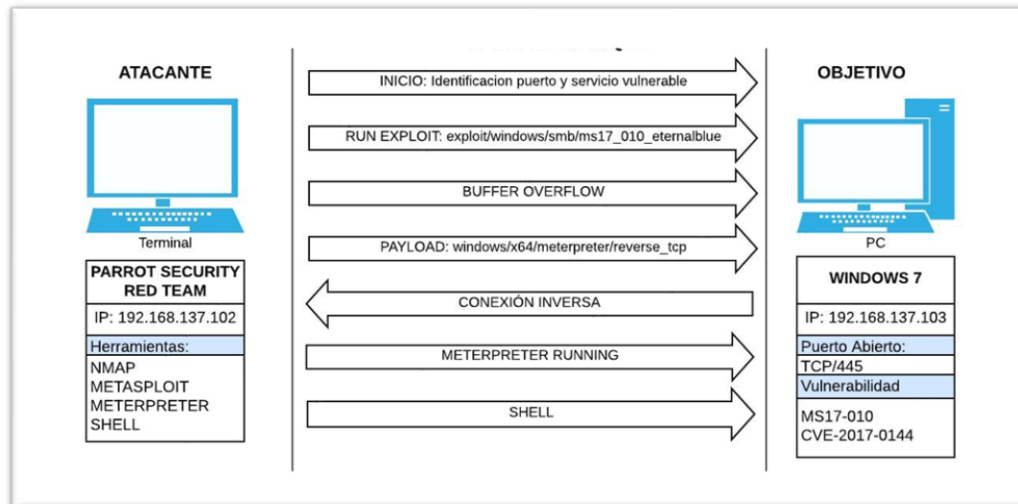 ATACANTE
Terminal
PARROT SECURITY
RED TEAM
IP: 192.168.137.102
Herramientas:
NMAP
METASPLOIT
METERPRETER
SHELL
INICIO: Identificacion puerto y servicio vulnerable
RUN EXPLOIT: exploit/windows/smb/ms17_010_eternalblue
BUFFER OVERFLOW
PAYLOAD: windows/x64/meterpreter/reverse_tcp
CONEXIÓN INVERSA
METERPRETER RUNNING
SHELL
OBJETIVO
PC
WINDOWS 7
IP: 192.168.137.103
Puerto Abierto:
TCP/445
Vulnerabilidad
MS17-010
CVE-2017-0144